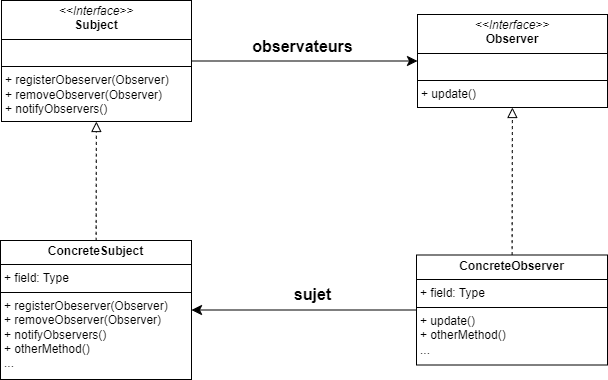 <<Interface>>
Subject
+ registerObeserver(Observer)
+ removeObserver(Observer)
+ notifyObservers()
observateurs
<<Interface>>
Observer
+ update()
ConcreteSubject
+ field: Type
+ registerObeserver(Observer)
+ removeObserver(Observer)
+ notifyObservers()
+ otherMethod()
...
sujet
ConcreteObserver
+ field: Type
+ update()
+ otherMethod()
...